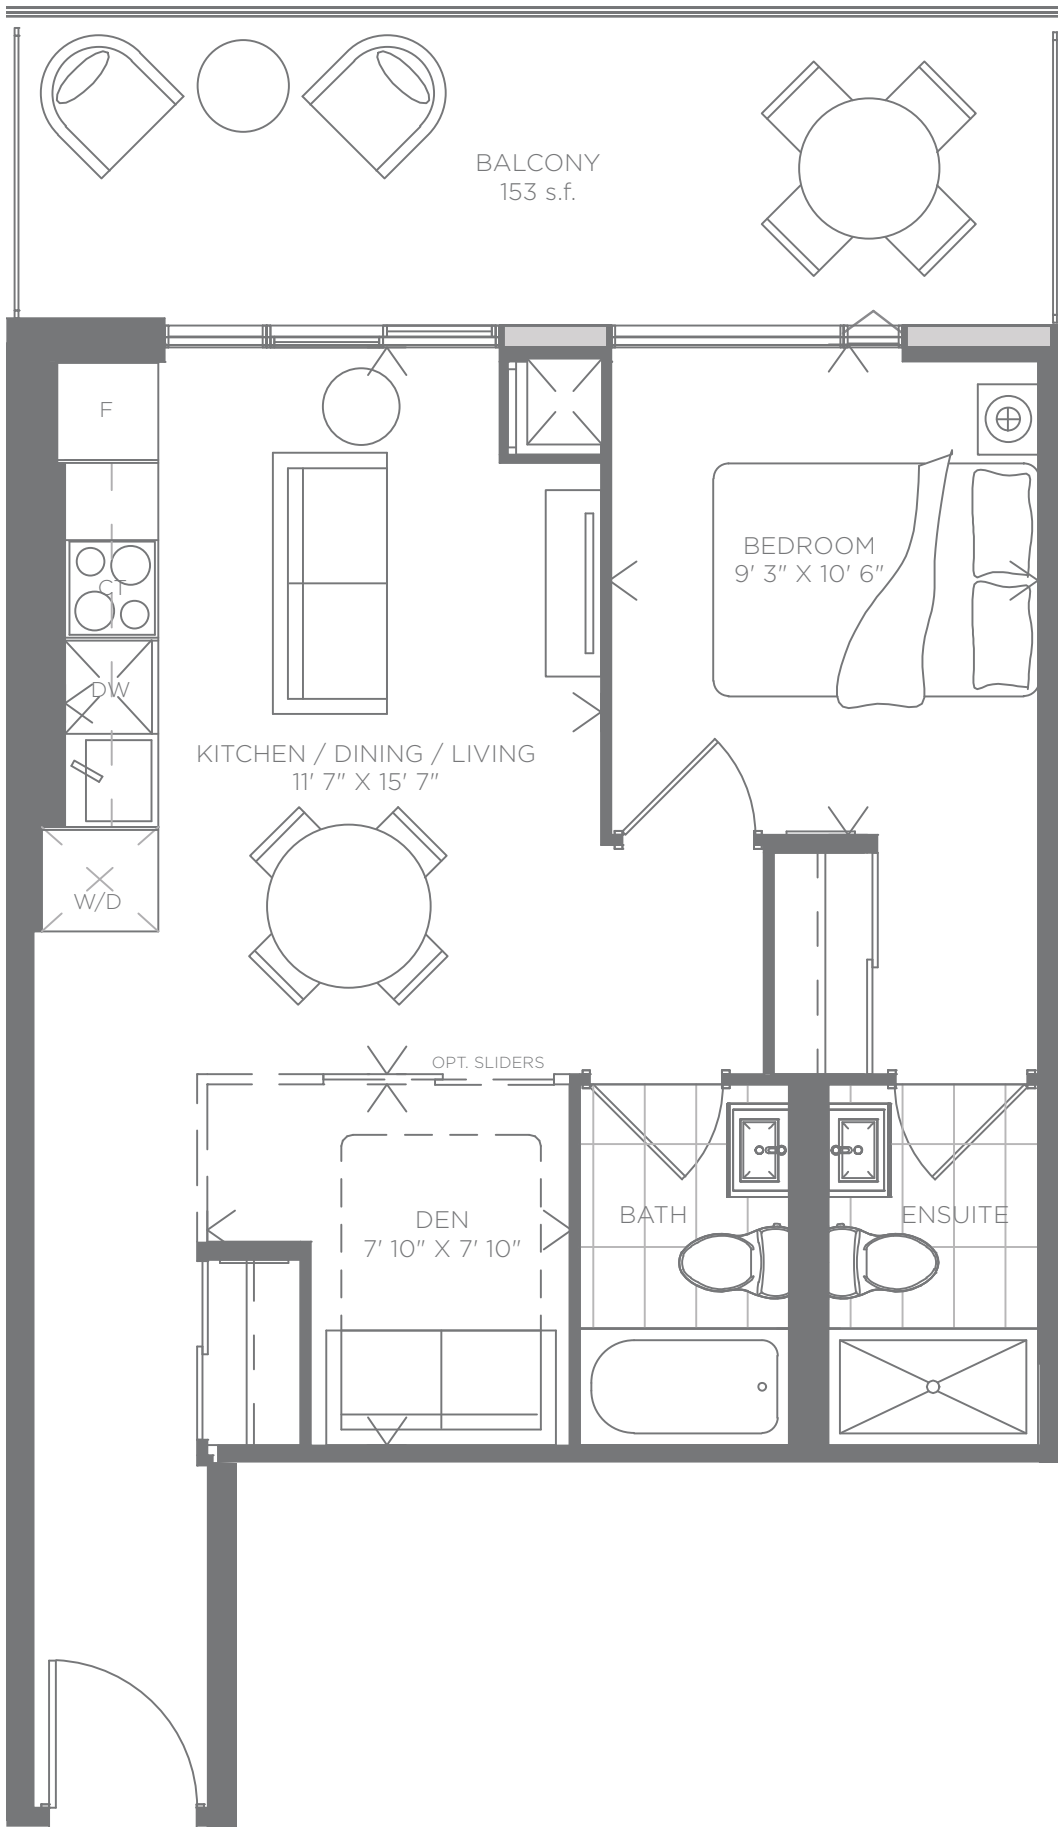 BALCONY
153 s.f.
F
BEDROOM
9' 3" X 10' 6"
CT
DW
KITCHEN / DINING / LIVING
11' 7" X 15' 7"
W/D
OPT. SLIDERS
DEN
7' 10" X 7' 10"
BATH
ENSUITE